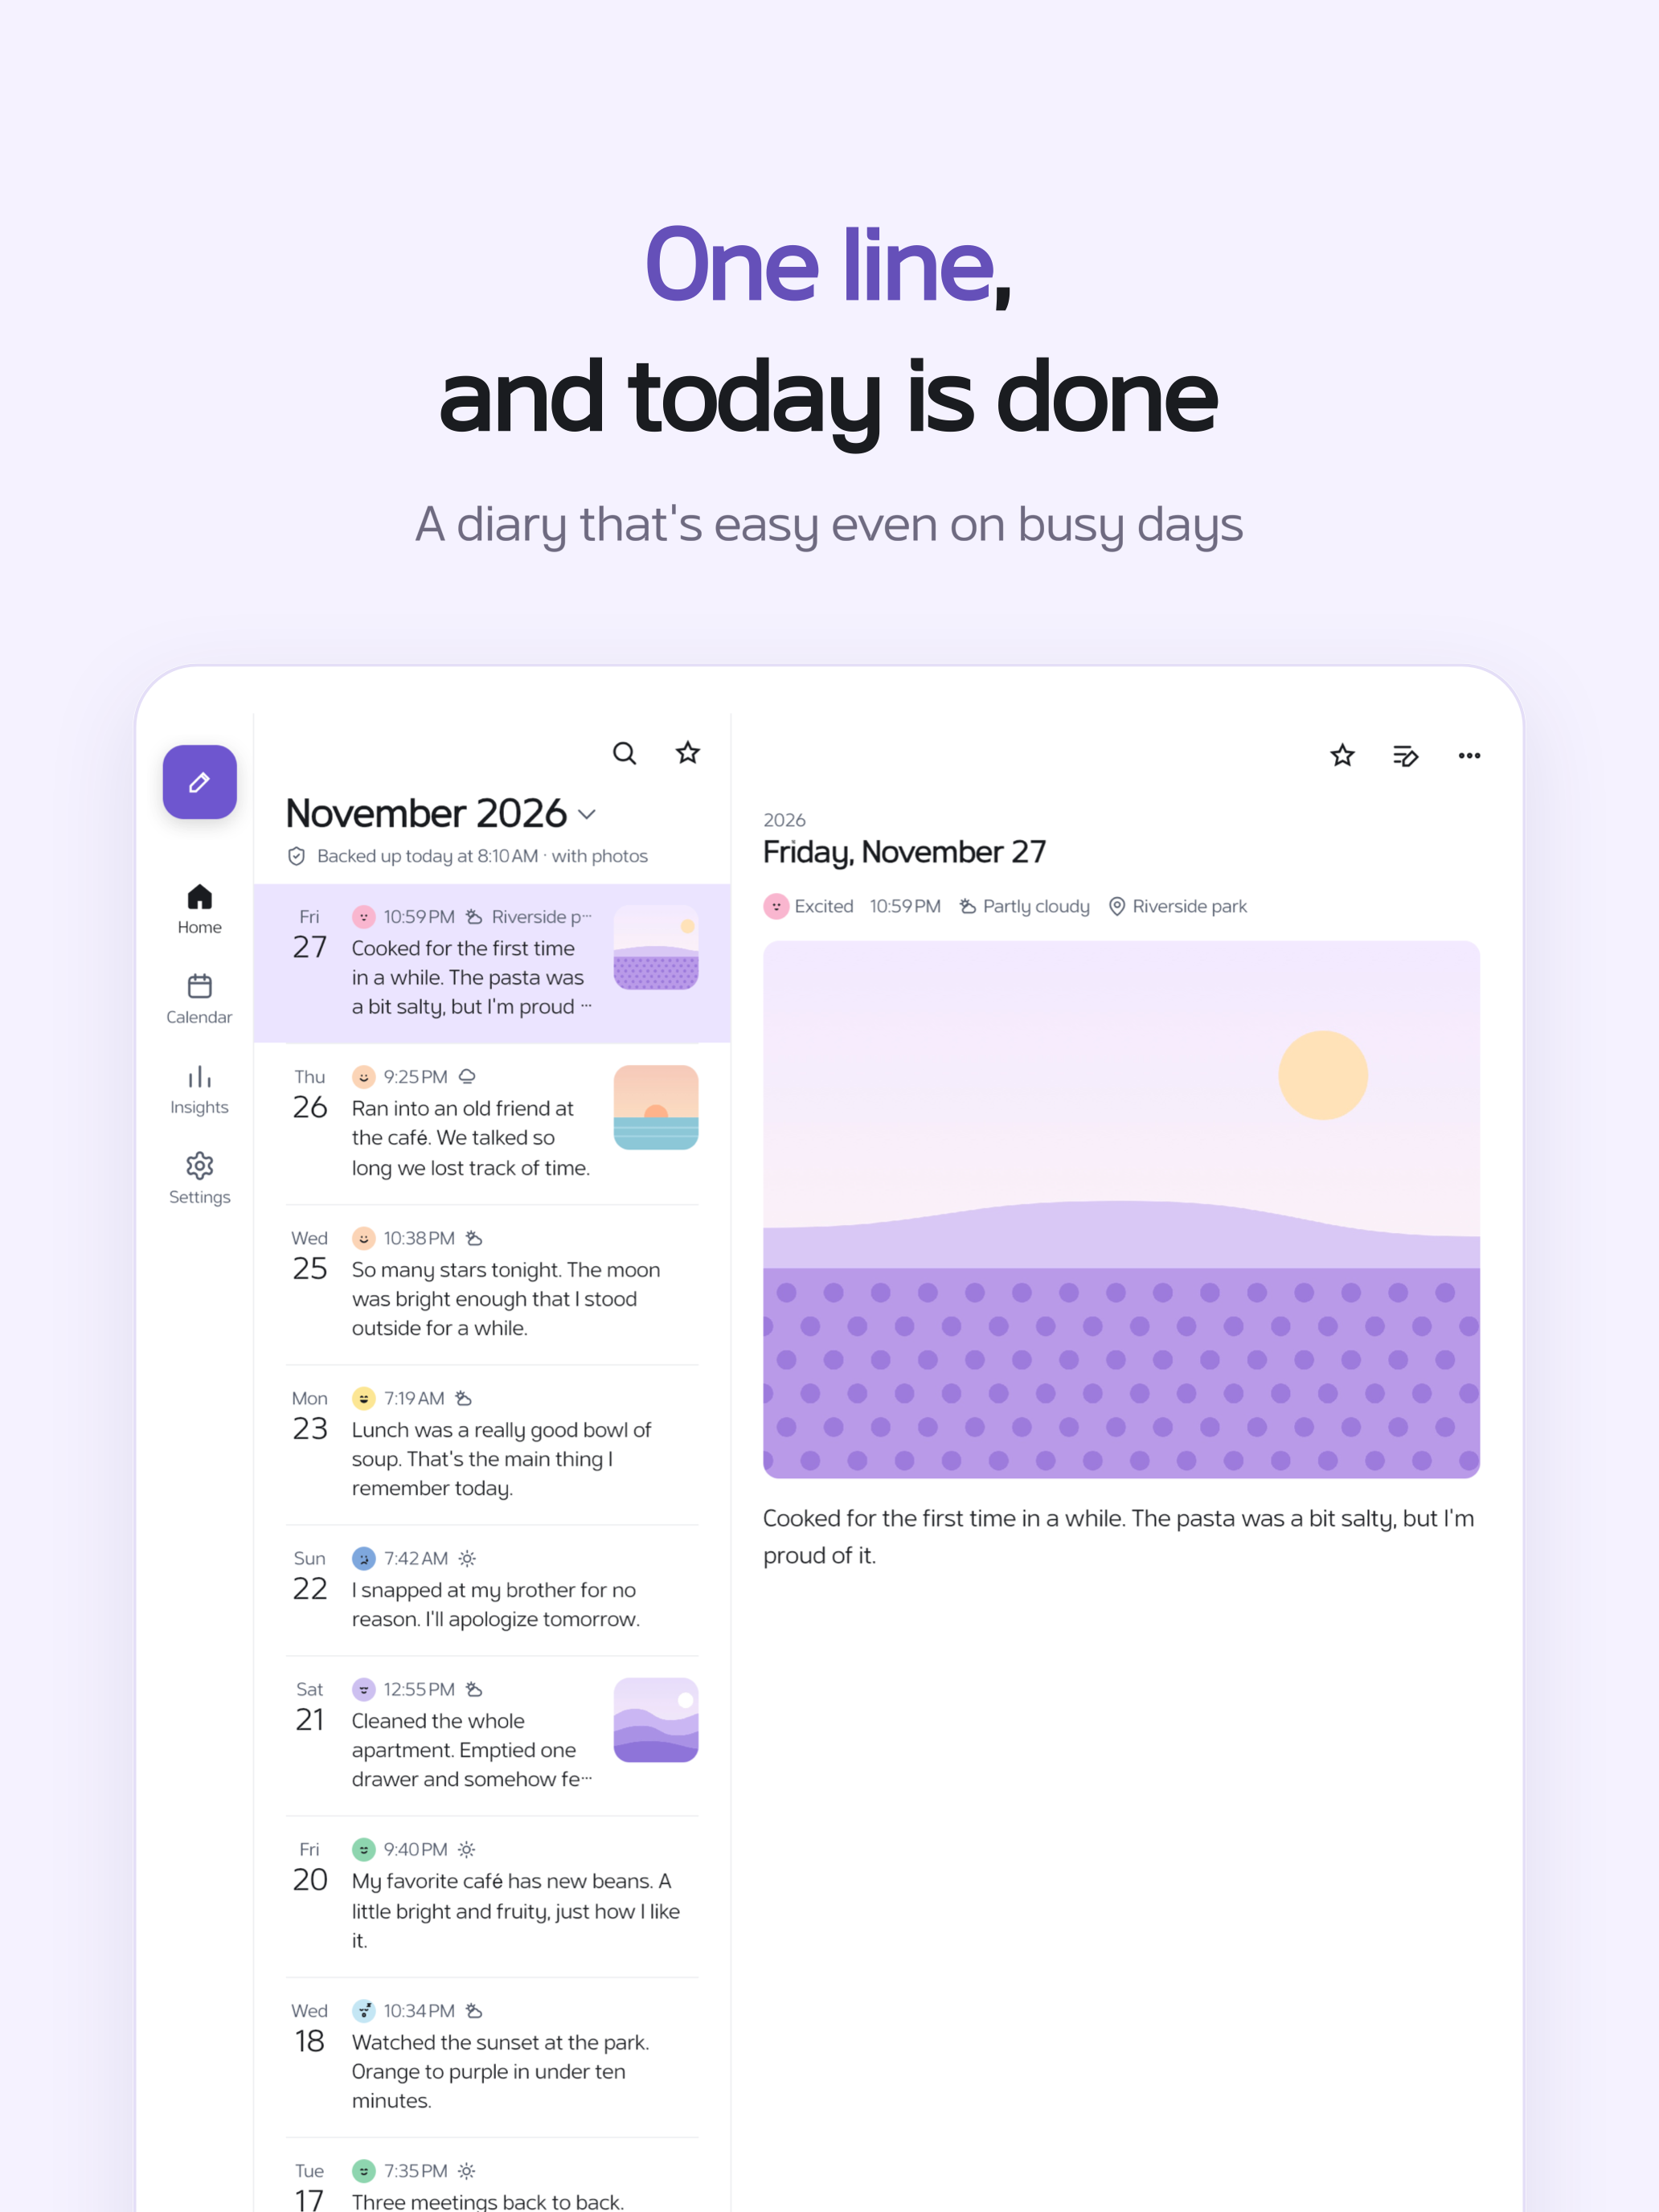 One line,
and today is done
A diary that's easy even on busy days
Home
Calendar
Insights
Settings
November 2026
Backed up today at 8:10 AM · with photos
Fri
27
10:59 PM Riverside p…
Cooked for the first time
in a while. The pasta was
a bit salty, but I'm proud …
Thu
26
9:25 PM
Ran into an old friend at
the café. We talked so
long we lost track of time.
Wed
25
10:38 PM
So many stars tonight. The moon
was bright enough that I stood
outside for a while.
Mon
23
7:19 AM
Lunch was a really good bowl of
soup. That's the main thing I
remember today.
Sun
22
7:42 AM
I snapped at my brother for no
reason. I'll apologize tomorrow.
Sat
21
12:55 PM
Cleaned the whole
apartment. Emptied one
drawer and somehow fe…
Fri
20
9:40 PM
My favorite café has new beans. A
little bright and fruity, just how I like
it.
Wed
18
10:34 PM
Watched the sunset at the park.
Orange to purple in under ten
minutes.
Tue
17
7:35 PM
Three meetings back to back.
2026
Friday, November 27
Excited 10:59 PM Partly cloudy Riverside park
Cooked for the first time in a while. The pasta was a bit salty, but I'm
proud of it.